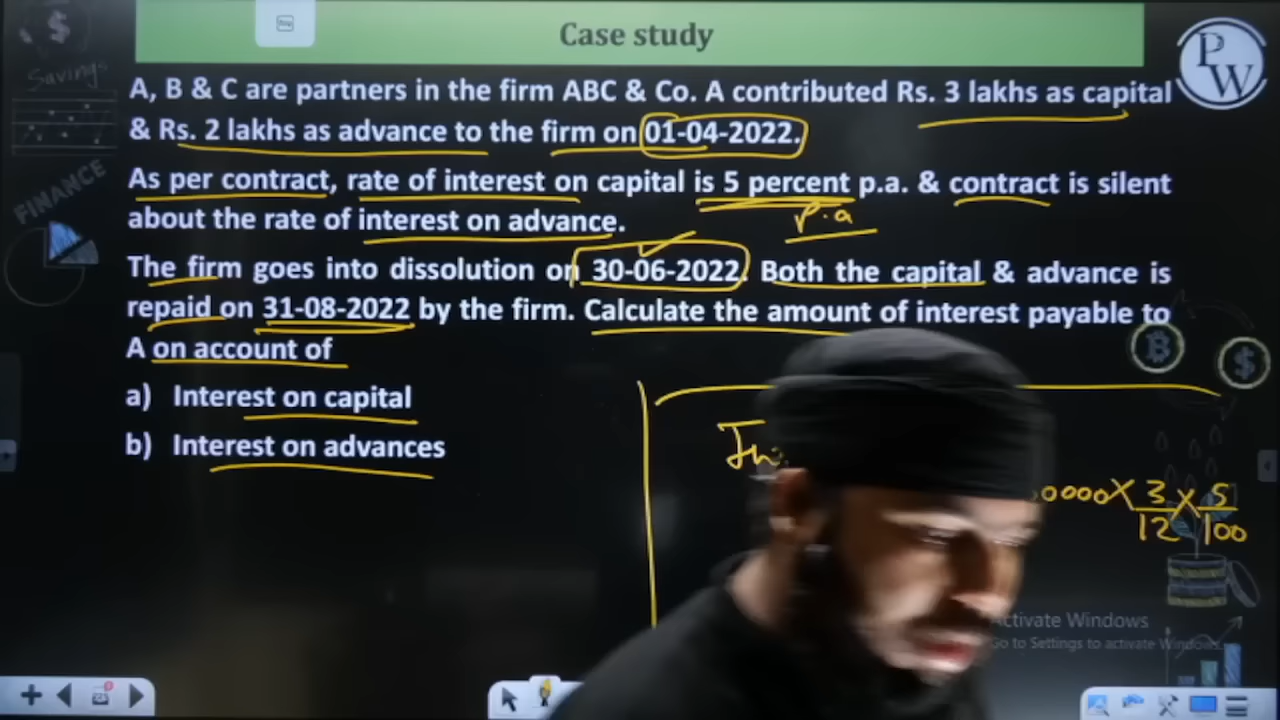 Case study
P
W
Savings
FINANCE
A, B & C are partners in the firm ABC & Co. A contributed Rs. 3 lakhs as capital
& Rs. 2 lakhs as advance to the firm on 01-04-2022.
As per contract, rate of interest on capital is 5 percent p.a. & contract is silent
about the rate of interest on advance.
p.a
The firm goes into dissolution on 30-06-2022. Both the capital & advance is
repaid on 31-08-2022 by the firm. Calculate the amount of interest payable to
A on account of
a) Interest on capital
b) Interest on advances
0000 X 3/12 X 5/100
Activate Windows
Go to Settings to activate Windows.